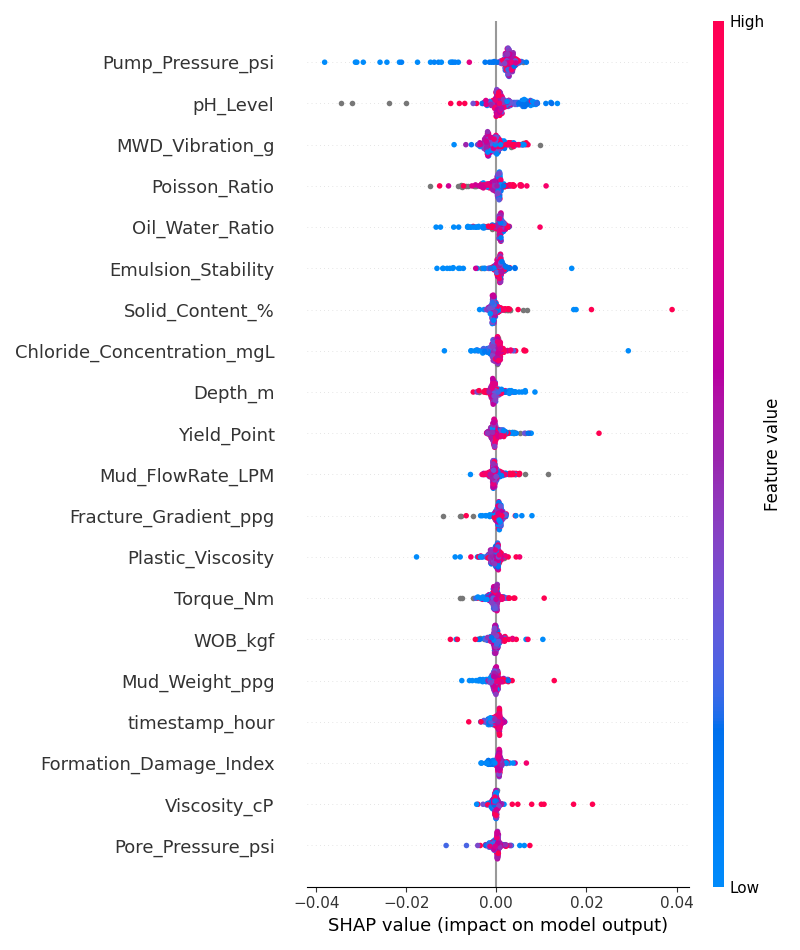 High
Pump_Pressure_psi
pH_Level
MWD_Vibration_g
Poisson_Ratio
Oil_Water_Ratio
Emulsion_Stability
Solid_Content_%
Chloride_Concentration_mgL
Depth_m
Yield_Point
Mud_FlowRate_LPM
Fracture_Gradient_ppg
Plastic_Viscosity
Torque_Nm
WOB_kgf
Mud_Weight_ppg
timestamp_hour
Formation_Damage_Index
Viscosity_cP
Pore_Pressure_psi
Feature value
Low
−0.04 −0.02 0.00 0.02 0.04
SHAP value (impact on model output)